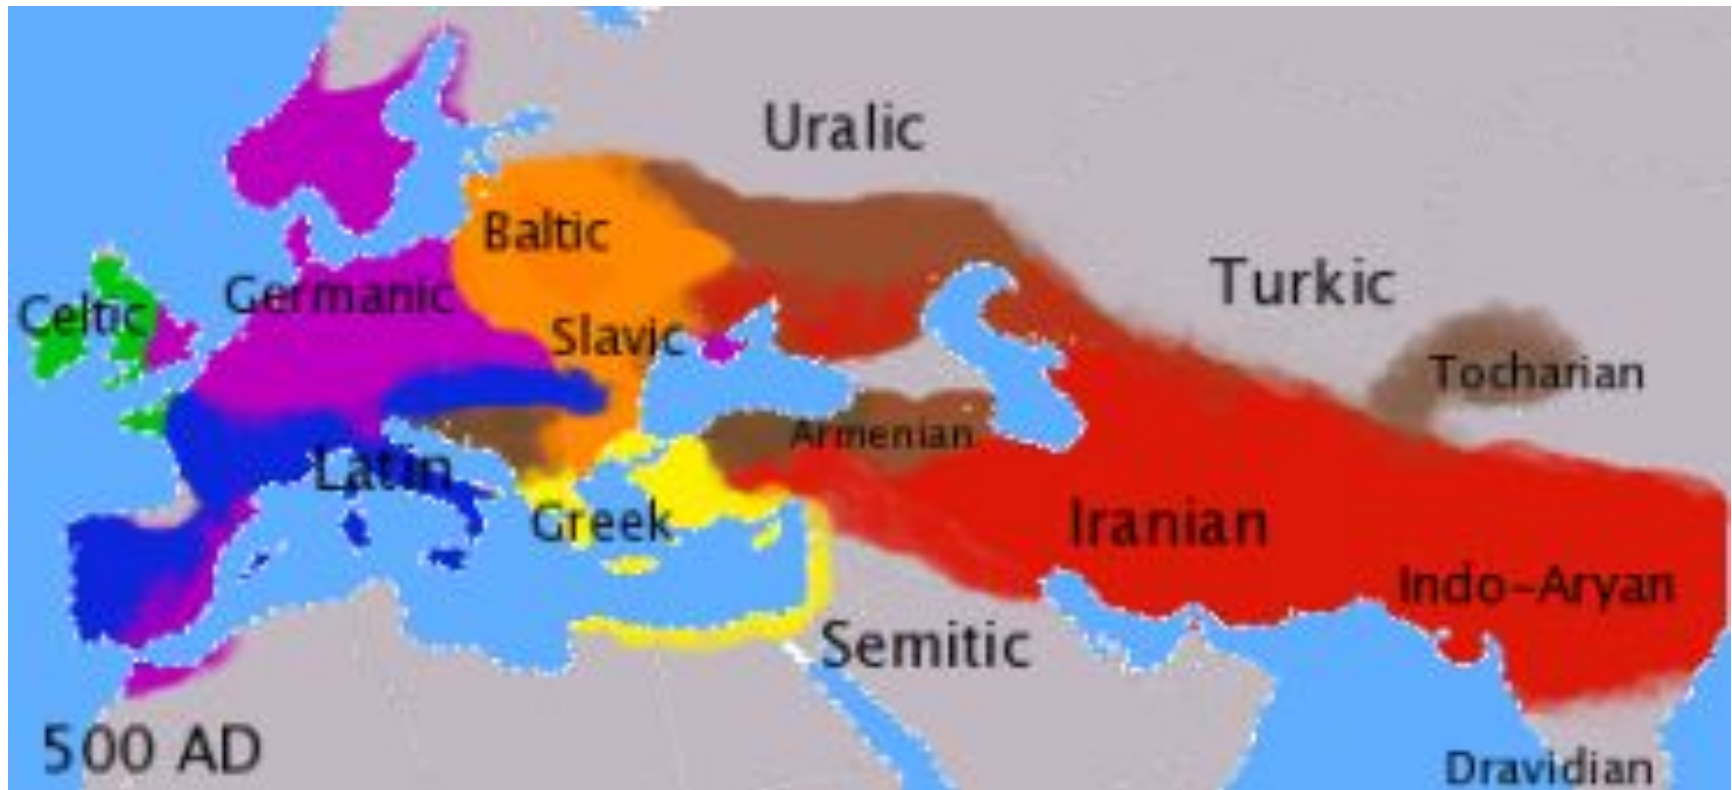 Uralic
Baltic
Turkic
Celtic
Germanic
Slavic
Tocharian
Armenian
Latin
Greek
Iranian
Indo-Aryan
Semitic
500 AD
Dravidian